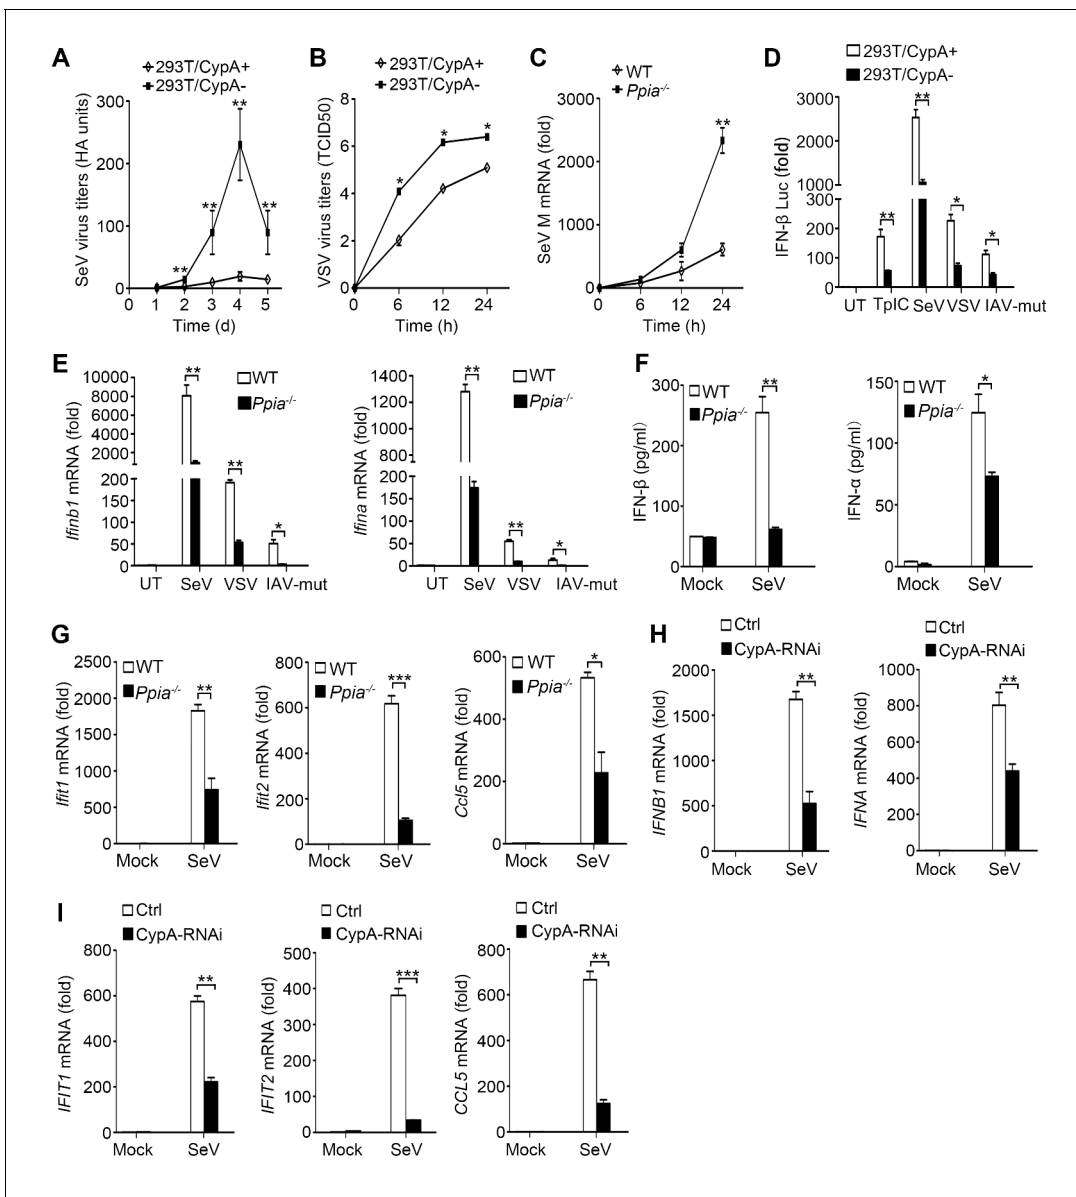 A
293T/CypA+
293T/CypA-
SeV virus titers (HA units)
300
200
100
0
**
**
**
**
0 1 2 3 4 5
Time (d)
B
293T/CypA+
293T/CypA-
VSV virus titers (TCID50)
8
6
4
2
0
*
*
*
0 6 12 24
Time (h)
C
WT
Ppia-/-
SeV M mRNA (fold)
3000
2000
1000
0
**
0 6 12 24
Time (h)
D
293T/CypA+
293T/CypA-
IFN-β Luc (fold)
3000
2000
1000
300
200
100
0
**
**
*
*
UT TpIC SeV VSV IAV-mut
E
WT
Ppia-/-
Ifinb1 mRNA (fold)
10000
8000
6000
4000
2000
200
150
100
50
0
**
**
*
UT SeV VSV IAV-mut
WT
Ppia-/-
Ifina mRNA (fold)
1400
1200
1000
800
600
400
200
200
150
100
50
0
**
**
*
UT SeV VSV IAV-mut
F
WT
Ppia-/-
IFN-β (pg/ml)
300
200
100
0
**
Mock SeV
WT
Ppia-/-
IFN-α (pg/ml)
150
100
50
0
*
Mock SeV
G
WT
Ppia-/-
Ifit1 mRNA (fold)
2500
2000
1500
1000
500
0
**
Mock SeV
WT
Ppia-/-
Ifit2 mRNA (fold)
800
600
400
200
0
***
Mock SeV
WT
Ppia-/-
Ccl5 mRNA (fold)
600
400
200
0
*
Mock SeV
H
Ctrl
CypA-RNAi
IFNB1 mRNA (fold)
2000
1500
1000
500
0
**
Mock SeV
Ctrl
CypA-RNAi
IFNA mRNA (fold)
1000
800
600
400
200
0
**
Mock SeV
I
Ctrl
CypA-RNAi
IFIT1 mRNA (fold)
800
600
400
200
0
**
Mock SeV
Ctrl
CypA-RNAi
IFIT2 mRNA (fold)
500
400
300
200
100
0
***
Mock SeV
Ctrl
CypA-RNAi
CCL5 mRNA (fold)
800
600
400
200
0
**
Mock SeV